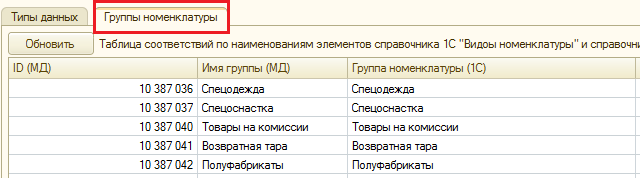 Типы данных Группы номенклатуры
Обновить Таблица соответствий по наименованиям элементов справочника 1С "Видоы номенклатуры" и справочни
ID (МД) Имя группы (МД) Группа номенклатуры (1С)
10 387 036 Спецодежда Спецодежда
10 387 037 Спецоснастка Спецоснастка
10 387 040 Товары на комиссии Товары на комиссии
10 387 041 Возвратная тара Возвратная тара
10 387 042 Полуфабрикаты Полуфабрикаты